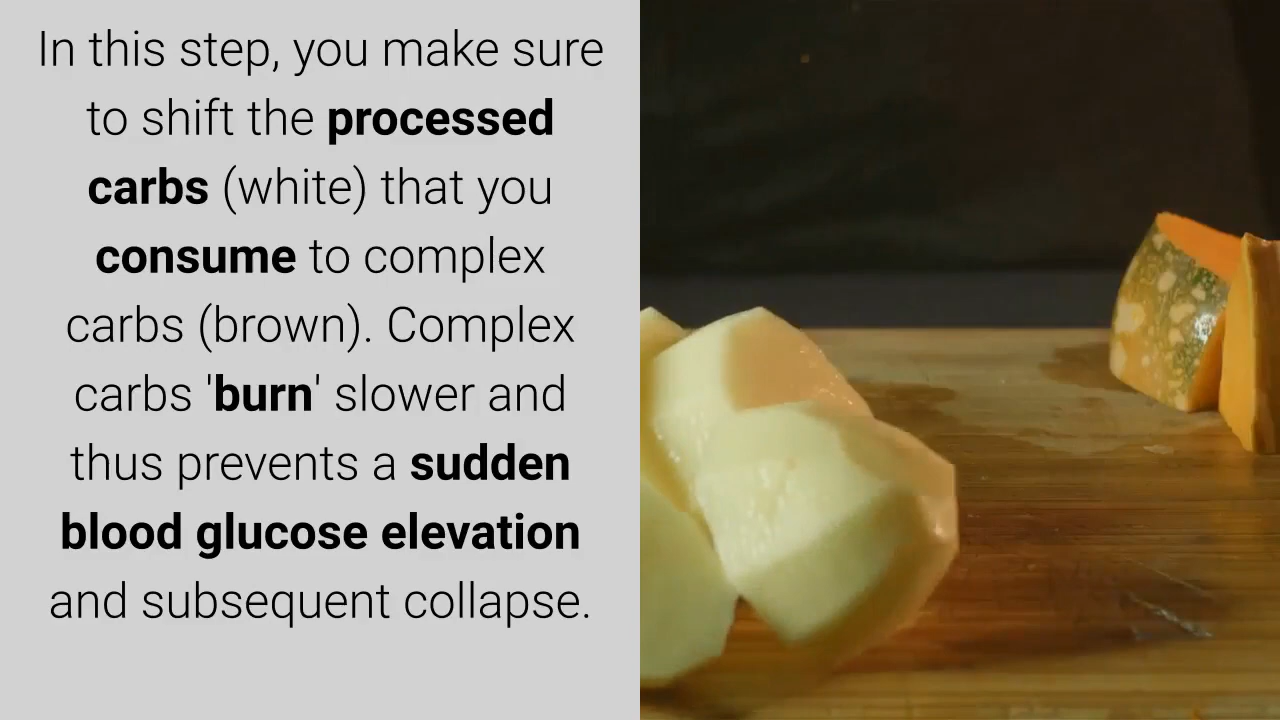 In this step, you make sure
to shift the processed
carbs (white) that you
consume to complex
carbs (brown). Complex
carbs 'burn' slower and
thus prevents a sudden
blood glucose elevation
and subsequent collapse.